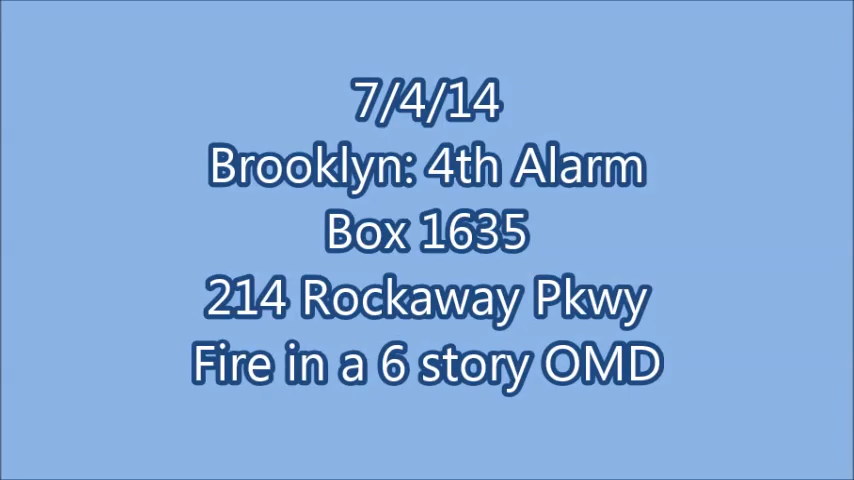 7/4/14
Brooklyn: 4th Alarm
Box 1635
214 Rockaway Pkwy
Fire in a 6 story OMD